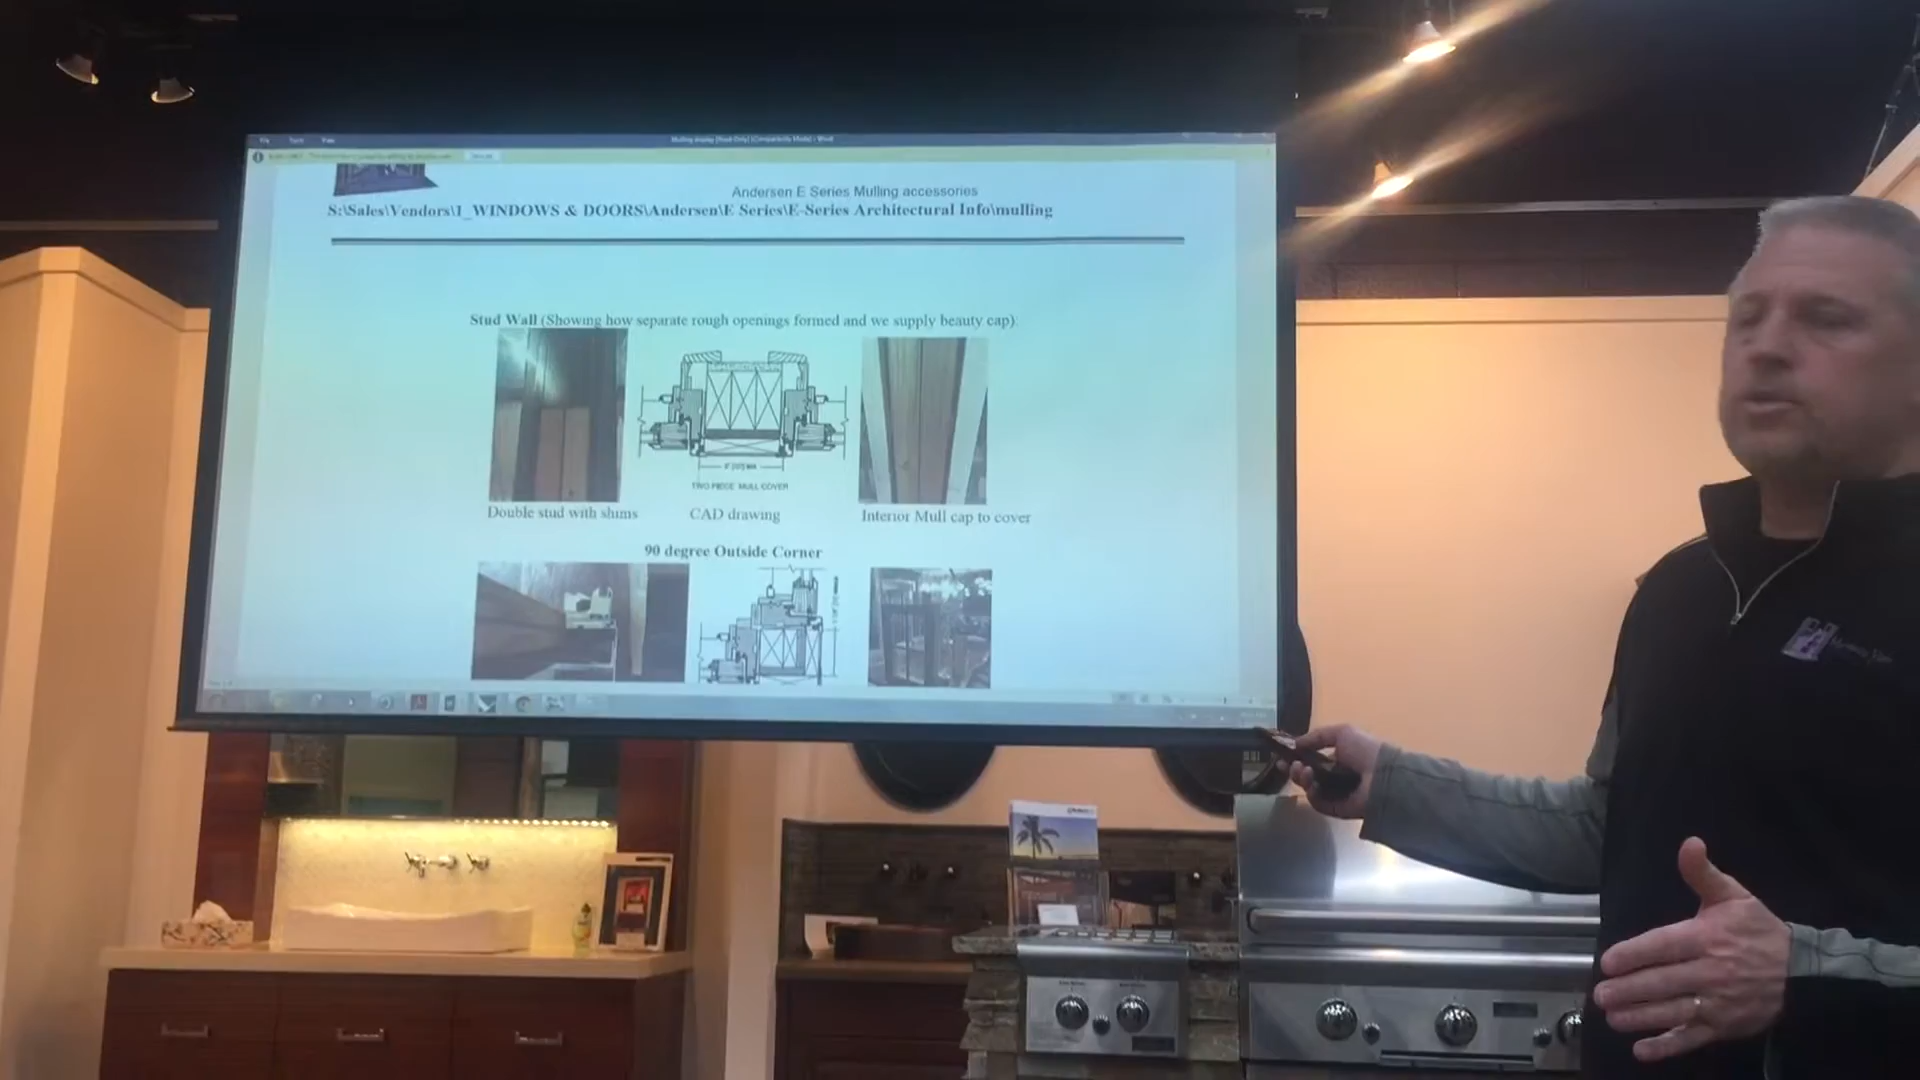 Andersen E Series Mulling accessories
S:\Sales\Vendors\1_WINDOWS & DOORS\Andersen\E Series\E-Series Architectural Info\mulling
Stud Wall (Showing how separate rough openings formed and we supply beauty cap):
TWO PIECE MULL COVER
Double stud with shims
CAD drawing
Interior Mull cap to cover
90 degree Outside Corner